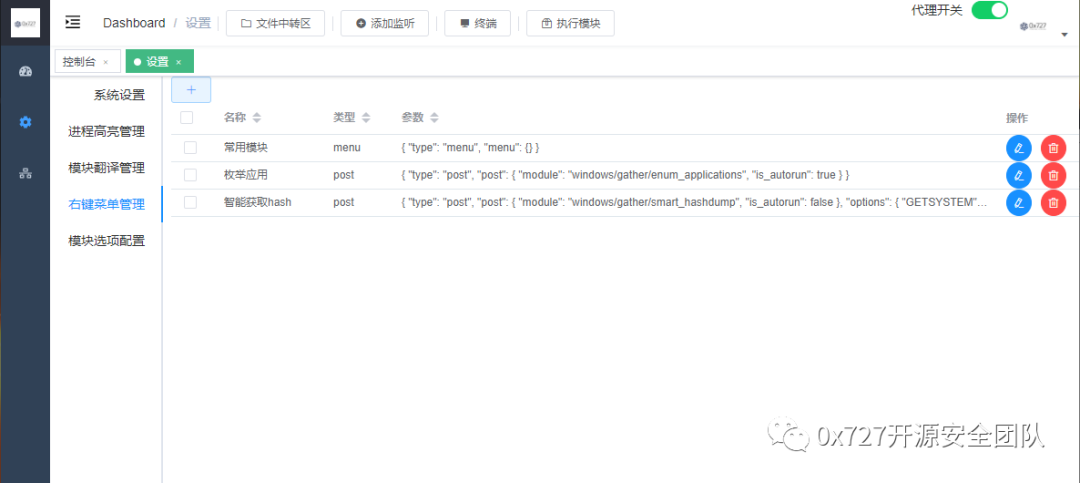 0x727
Dashboard / 设置
文件中转区
添加监听
终端
执行模块
代理开关
0x727
控制台 ×
设置 ×
系统设置
进程高亮管理
模块翻译管理
右键菜单管理
模块选项配置
+
名称 类型 参数 操作
常用模块 menu { "type": "menu", "menu": {} }
枚举应用 post { "type": "post", "post": { "module": "windows/gather/enum_applications", "is_autorun": true } }
智能获取hash post { "type": "post", "post": { "module": "windows/gather/smart_hashdump", "is_autorun": false }, "options": { "GETSYSTEM"...
0x727开源安全团队